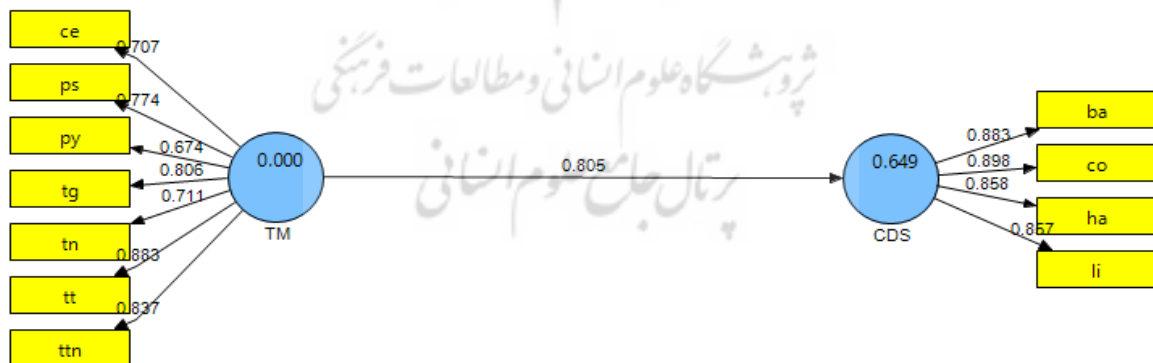 ce
0.707
ps
0.774
py
0.674
tg
0.806
tn
0.711
tt
0.883
ttn
0.837
0.000
TM
0.805
0.649
CDS
ba
0.883
co
0.898
ha
0.858
li
0.857
پژوهشگاه علوم انسانی و مطالعات فرهنگی
پرتال جامع علوم انسانی